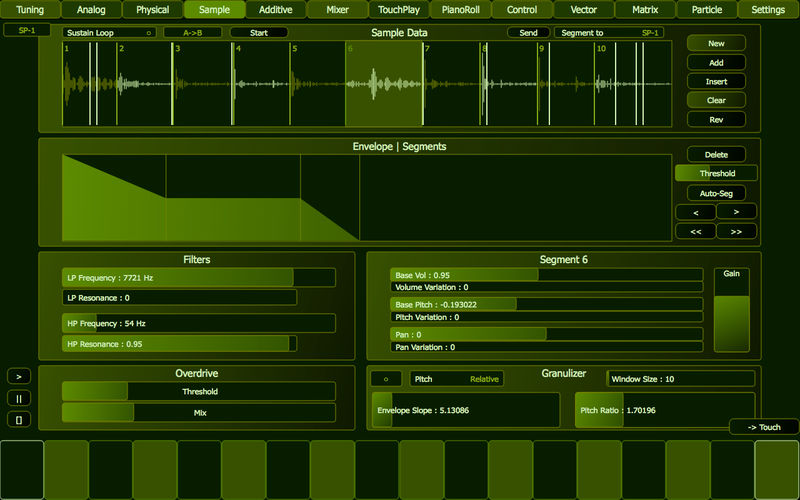 Tuning Analog Physical Sample Additive Mixer TouchPlay PianoRoll Control Vector Matrix Particle Settings
SP-1
Sustain Loop o A->B Start Sample Data Send Segment to SP-1
1 2 3 4 5 6 7 8 9 10
New
Add
Insert
Clear
Rev
Envelope | Segments
Delete
Threshold
Auto-Seg
< >
<< >>
Filters
LP Frequency : 7721 Hz
LP Resonance : 0
HP Frequency : 54 Hz
HP Resonance : 0.95
Segment 6
Base Vol : 0.95
Volume Variation : 0
Base Pitch : -0.193022
Pitch Variation : 0
Pan : 0
Pan Variation : 0
Gain
>
||
[]
Overdrive
Threshold
Mix
o Pitch Relative Granulizer Window Size : 10
Envelope Slope : 5.13086 Pitch Ratio : 1.70196
-> Touch